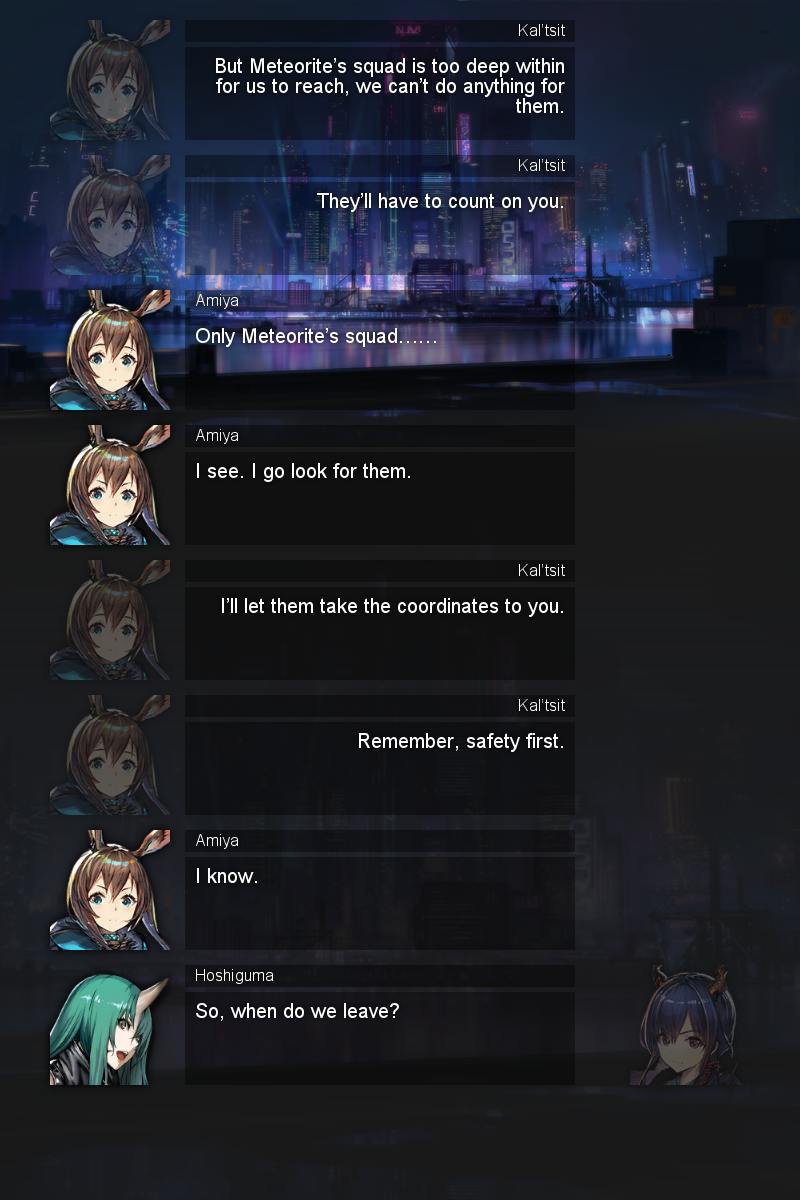 Kal'tsit
But Meteorite's squad is too deep within
for us to reach, we can't do anything for
them.
Kal'tsit
They'll have to count on you.
Amiya
Only Meteorite's squad......
Amiya
I see. I go look for them.
Kal'tsit
I'll let them take the coordinates to you.
Kal'tsit
Remember, safety first.
Amiya
I know.
Hoshiguma
So, when do we leave?